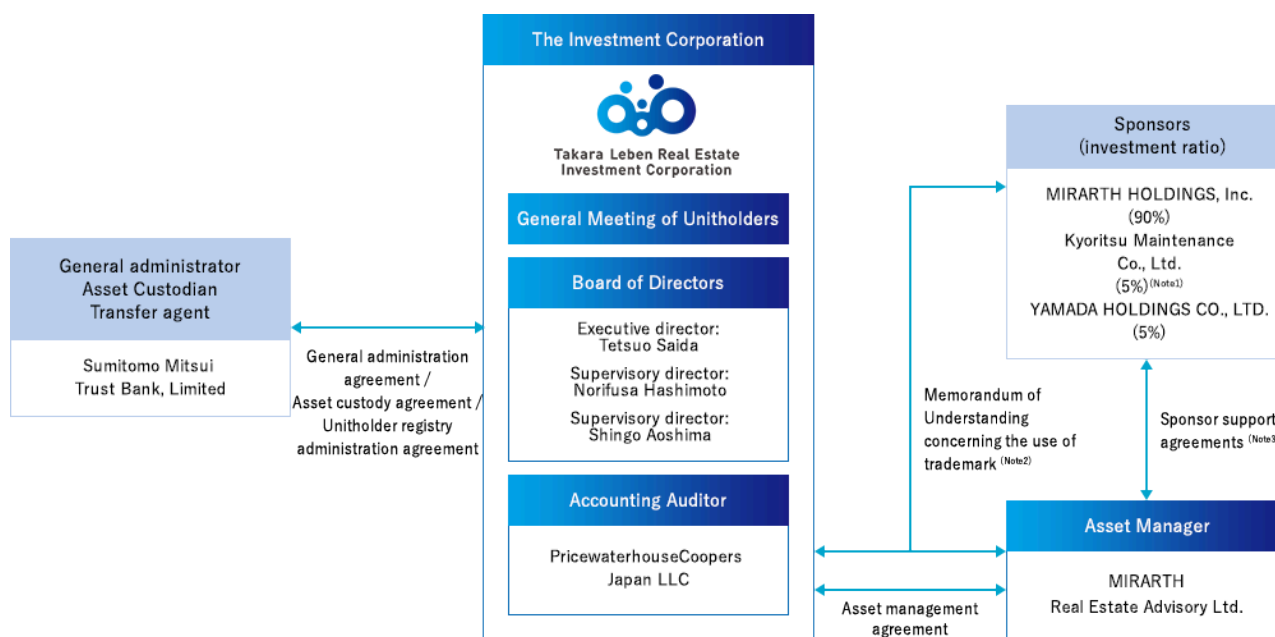 The Investment Corporation
Takara Leben Real Estate
Investment Corporation
General Meeting of Unitholders
Board of Directors
Executive director:
Tetsuo Saida
Supervisory director:
Norifusa Hashimoto
Supervisory director:
Shingo Aoshima
Accounting Auditor
PricewaterhouseCoopers
Japan LLC
General administrator
Asset Custodian
Transfer agent
Sumitomo Mitsui
Trust Bank, Limited
General administration
agreement /
Asset custody agreement /
Unitholder registry
administration agreement
Sponsors
(investment ratio)
MIRARTH HOLDINGS, Inc.
(90%)
Kyoritsu Maintenance
Co., Ltd.
(5%) (Note1)
YAMADA HOLDINGS CO., LTD.
(5%)
Memorandum of
Understanding
concerning the use of
trademark (Note2)
Sponsor support
agreements (Note3
Asset Manager
MIRARTH
Real Estate Advisory Ltd.
Asset management
agreement